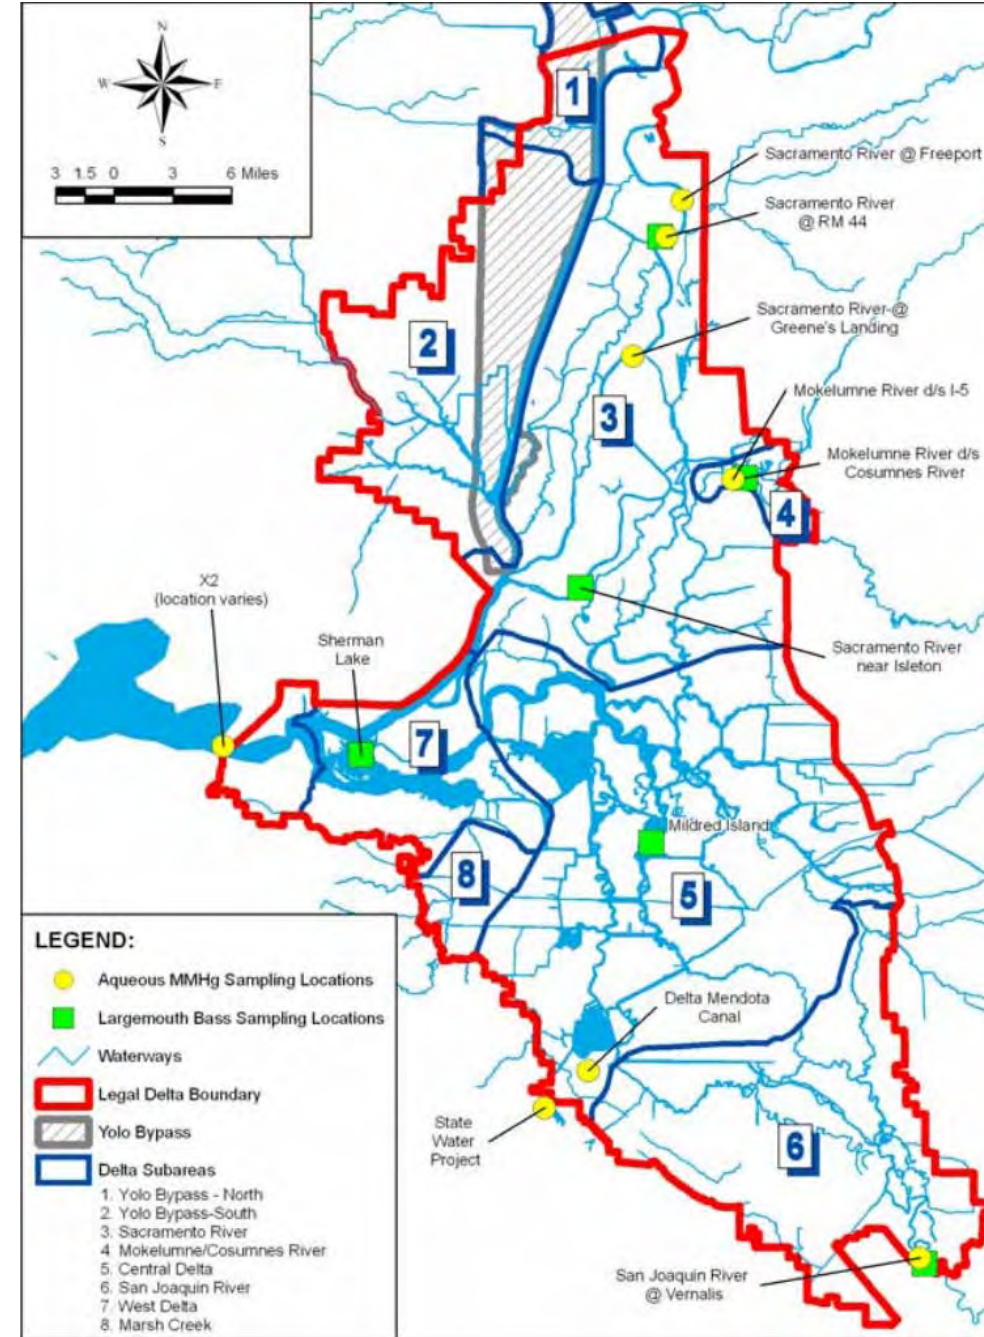 N
W
E
S
3 1.5 0 3 6 Miles
1
Sacramento River @ Freeport
Sacramento River
@ RM 44
2
Sacramento River-@
Greene's Landing
3
Mokelumne River d/s I-5
Mokelumne River d/s
Cosumnes River
4
X2
(location varies)
Sherman
Lake
Sacramento River
near Isleton
7
Mildred Island
8
5
LEGEND:
Aqueous MMHg Sampling Locations
Largemouth Bass Sampling Locations
Waterways
Legal Delta Boundary
Yolo Bypass
Delta Subareas
1. Yolo Bypass - North
2. Yolo Bypass-South
3. Sacramento River
4 Mokelumne/Cosumnes River
5. Central Delta
6. San Joaquin River
7. West Delta
8. Marsh Creek
Delta Mendota
Canal
State
Water
Project
6
San Joaquin River
@ Vernalis